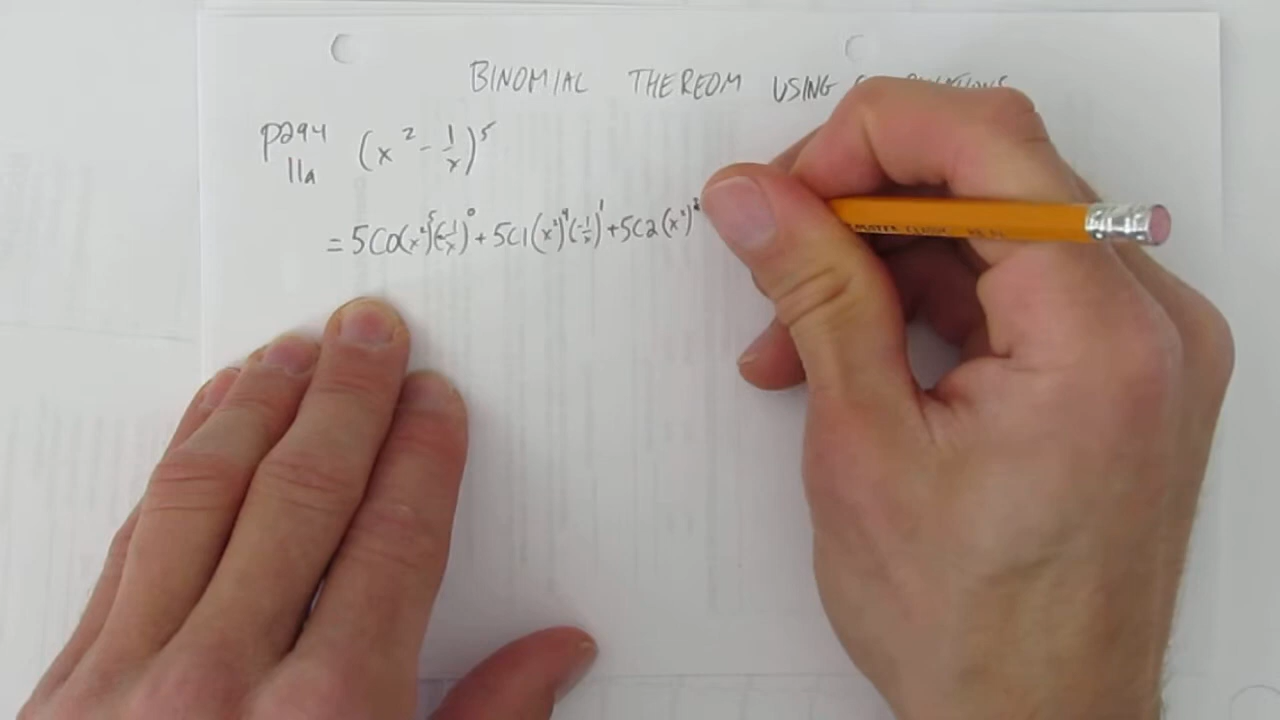 BINOMIAL THEREOM USING
p294 (x² - 1/x)⁵
11a
= 5C0(x²)⁵(-1/x)⁰ + 5C1(x²)⁴(-1/x)¹ + 5C2(x²)